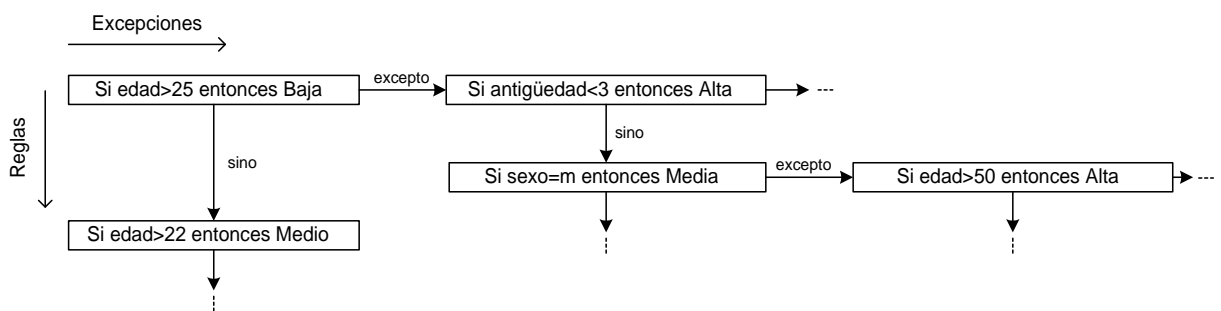 Excepciones
Reglas
Si edad>25 entonces Baja
excepto
Si antigüedad<3 entonces Alta
---
sino
sino
Si sexo=m entonces Media
excepto
Si edad>50 entonces Alta
---
Si edad>22 entonces Medio